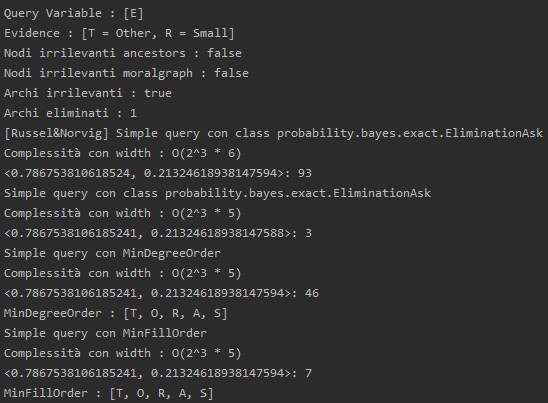 Query Variable : [E]
Evidence : [T = Other, R = Small]
Nodi irrilevanti ancestors : false
Nodi irrilevanti moralgraph : false
Archi irrilevanti : true
Archi eliminati : 1
[Russel&Norvig] Simple query con class probability.bayes.exact.EliminationAsk
Complessità con width : O(2^3 * 6)
<0.786753810618524, 0.21324618938147594>: 93
Simple query con class probability.bayes.exact.EliminationAsk
Complessità con width : O(2^3 * 5)
<0.7867538106185241, 0.21324618938147588>: 3
Simple query con MinDegreeOrder
Complessità con width : O(2^3 * 5)
<0.7867538106185241, 0.21324618938147594>: 46
MinDegreeOrder : [T, O, R, A, S]
Simple query con MinFillOrder
Complessità con width : O(2^3 * 5)
<0.7867538106185241, 0.21324618938147594>: 7
MinFillOrder : [T, O, R, A, S]